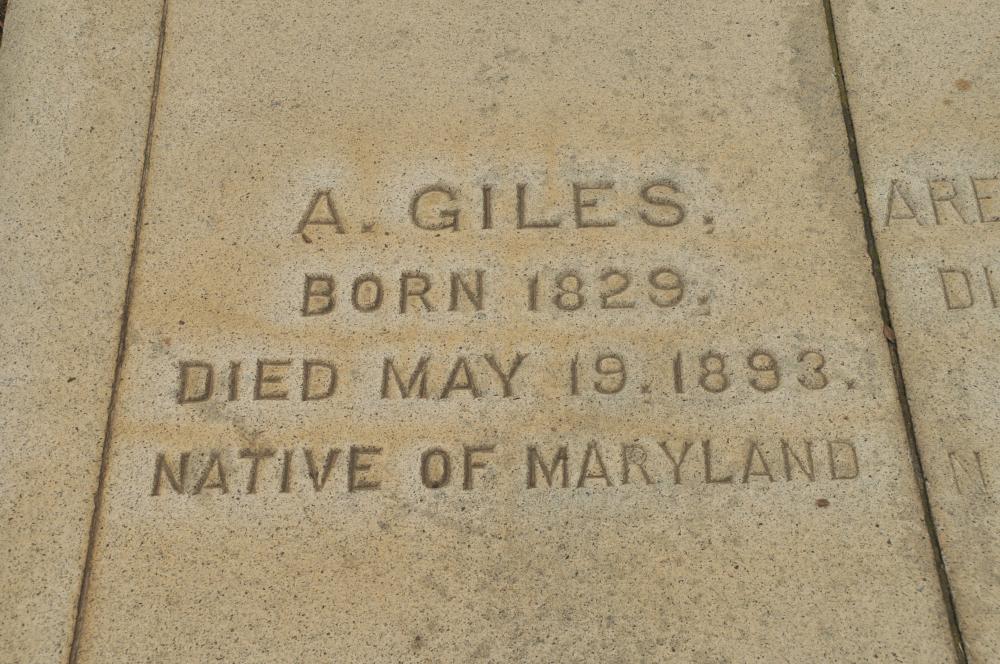 A. GILES.
BORN 1829.
DIED MAY 19, 1893.
NATIVE OF MARYLAND